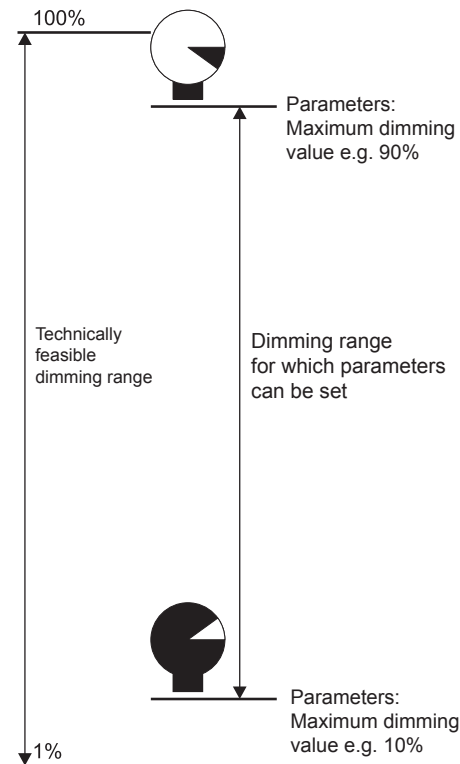 100%
Parameters:
Maximum dimming
value e.g. 90%
Technically
feasible
dimming range
Dimming range
for which parameters
can be set
Parameters:
Maximum dimming
value e.g. 10%
1%